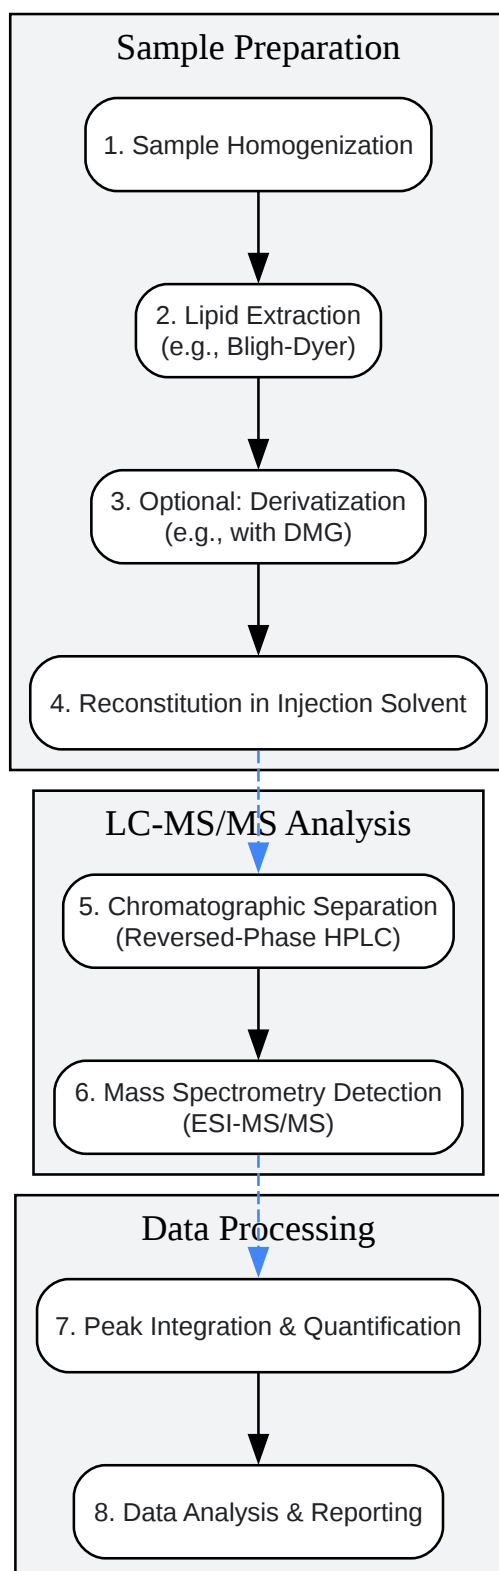 Sample Preparation
1. Sample Homogenization
2. Lipid Extraction
(e.g., Bligh-Dyer)
3. Optional: Derivatization
(e.g., with DMG)
4. Reconstitution in Injection Solvent
LC-MS/MS Analysis
5. Chromatographic Separation
(Reversed-Phase HPLC)
6. Mass Spectrometry Detection
(ESI-MS/MS)
Data Processing
7. Peak Integration & Quantification
8. Data Analysis & Reporting